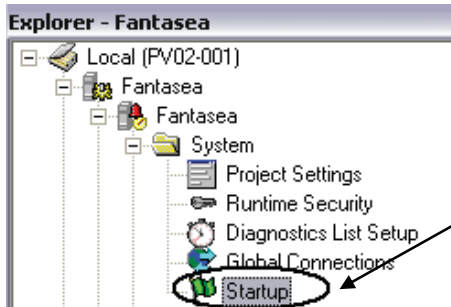 Explorer - Fantasea
Local (PV02-001)
Fantasea
Fantasea
System
Project Settings
Runtime Security
Diagnostics List Setup
Global Connections
Startup